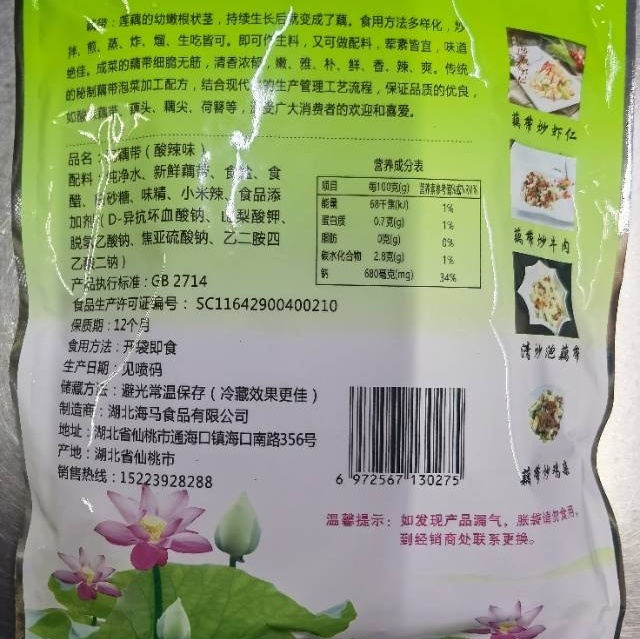 藕带：莲藕的幼嫩根状茎，持续生长后就变成了藕。食用方法多样化，炒、
拌、煎、蒸、炸、熘、生吃皆可。即可作主料，又可做配料，荤素皆宜，味道
绝佳。成菜的藕带细脆无筋，清香浓郁，嫩、雅、朴、鲜、香、辣、爽。传统
的秘制藕带泡菜加工配方，结合现代化的生产管理工艺流程，保证品质的优良，
如酸辣藕带、藕头、藕尖、荷簪等，深受广大消费者的欢迎和喜爱。
品名：泡藕带（酸辣味）
配料：纯净水、新鲜藕带、食盐、食
醋、白砂糖、味精、小米辣、食品添
加剂（D-异抗坏血酸钠、山梨酸钾、
脱氢乙酸钠、焦亚硫酸钠、乙二胺四
乙酸二钠）
产品执行标准：GB 2714
食品生产许可证编号： SC11642900400210
保质期：12个月
食用方法：开袋即食
生产日期：见喷码
储藏方法：避光常温保存（冷藏效果更佳）
制造商：湖北海马食品有限公司
地址：湖北省仙桃市通海口镇海口南路356号
产地：湖北省仙桃市
销售热线：15223928288
营养成分表
项目 每100克(g) 营养素参考值%或NRV%
能量 68千焦(kJ) 1%
蛋白质 0.7克(g) 1%
脂肪 0克(g) 0%
碳水化合物 2.8克(g) 1%
钠 680毫克(mg) 34%
藕带炒虾仁
藕带炒牛肉
清炒泡藕带
藕带炒鸡杂
6 972567 130275
温馨提示：如发现产品漏气，胀袋请勿食用，
到经销商处联系更换。